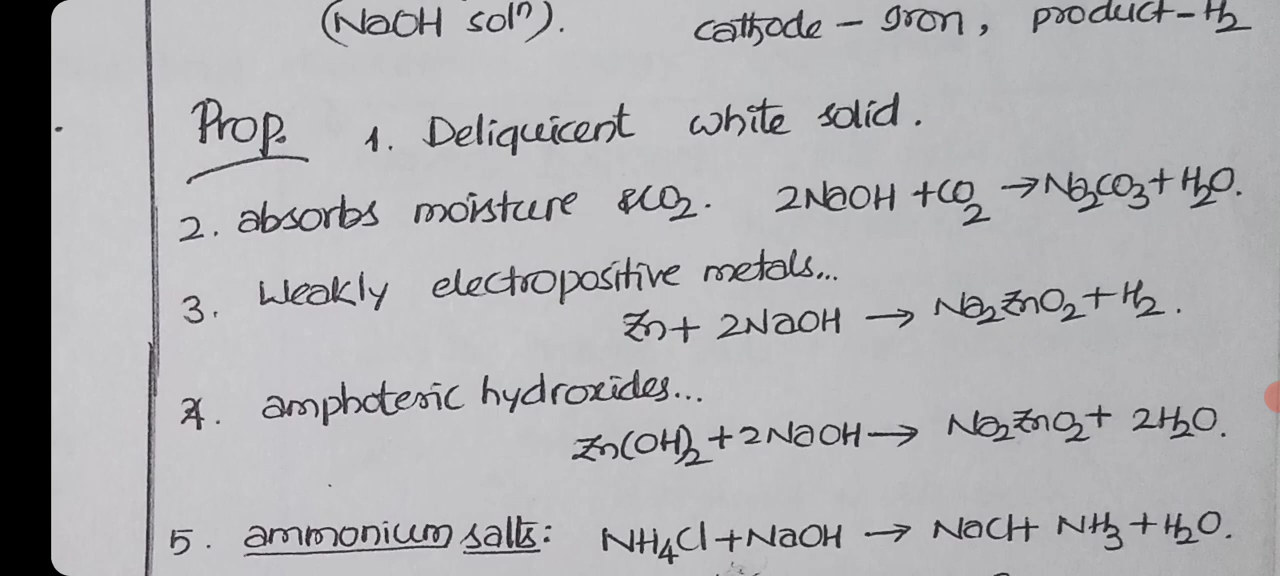 (NaOH solⁿ). cathode - iron, product - H₂
Prop. 1. Deliquicent white solid.
2. absorbs moisture & CO₂. 2NaOH + CO₂ → Na₂CO₃ + H₂O.
3. Weakly electropositive metals...
Zn + 2NaOH → Na₂ZnO₂ + H₂.
4. amphoteric hydroxides...
Zn(OH)₂ + 2NaOH → Na₂ZnO₂ + 2H₂O.
5. ammonium salts: NH₄Cl + NaOH → NaCl + NH₃ + H₂O.